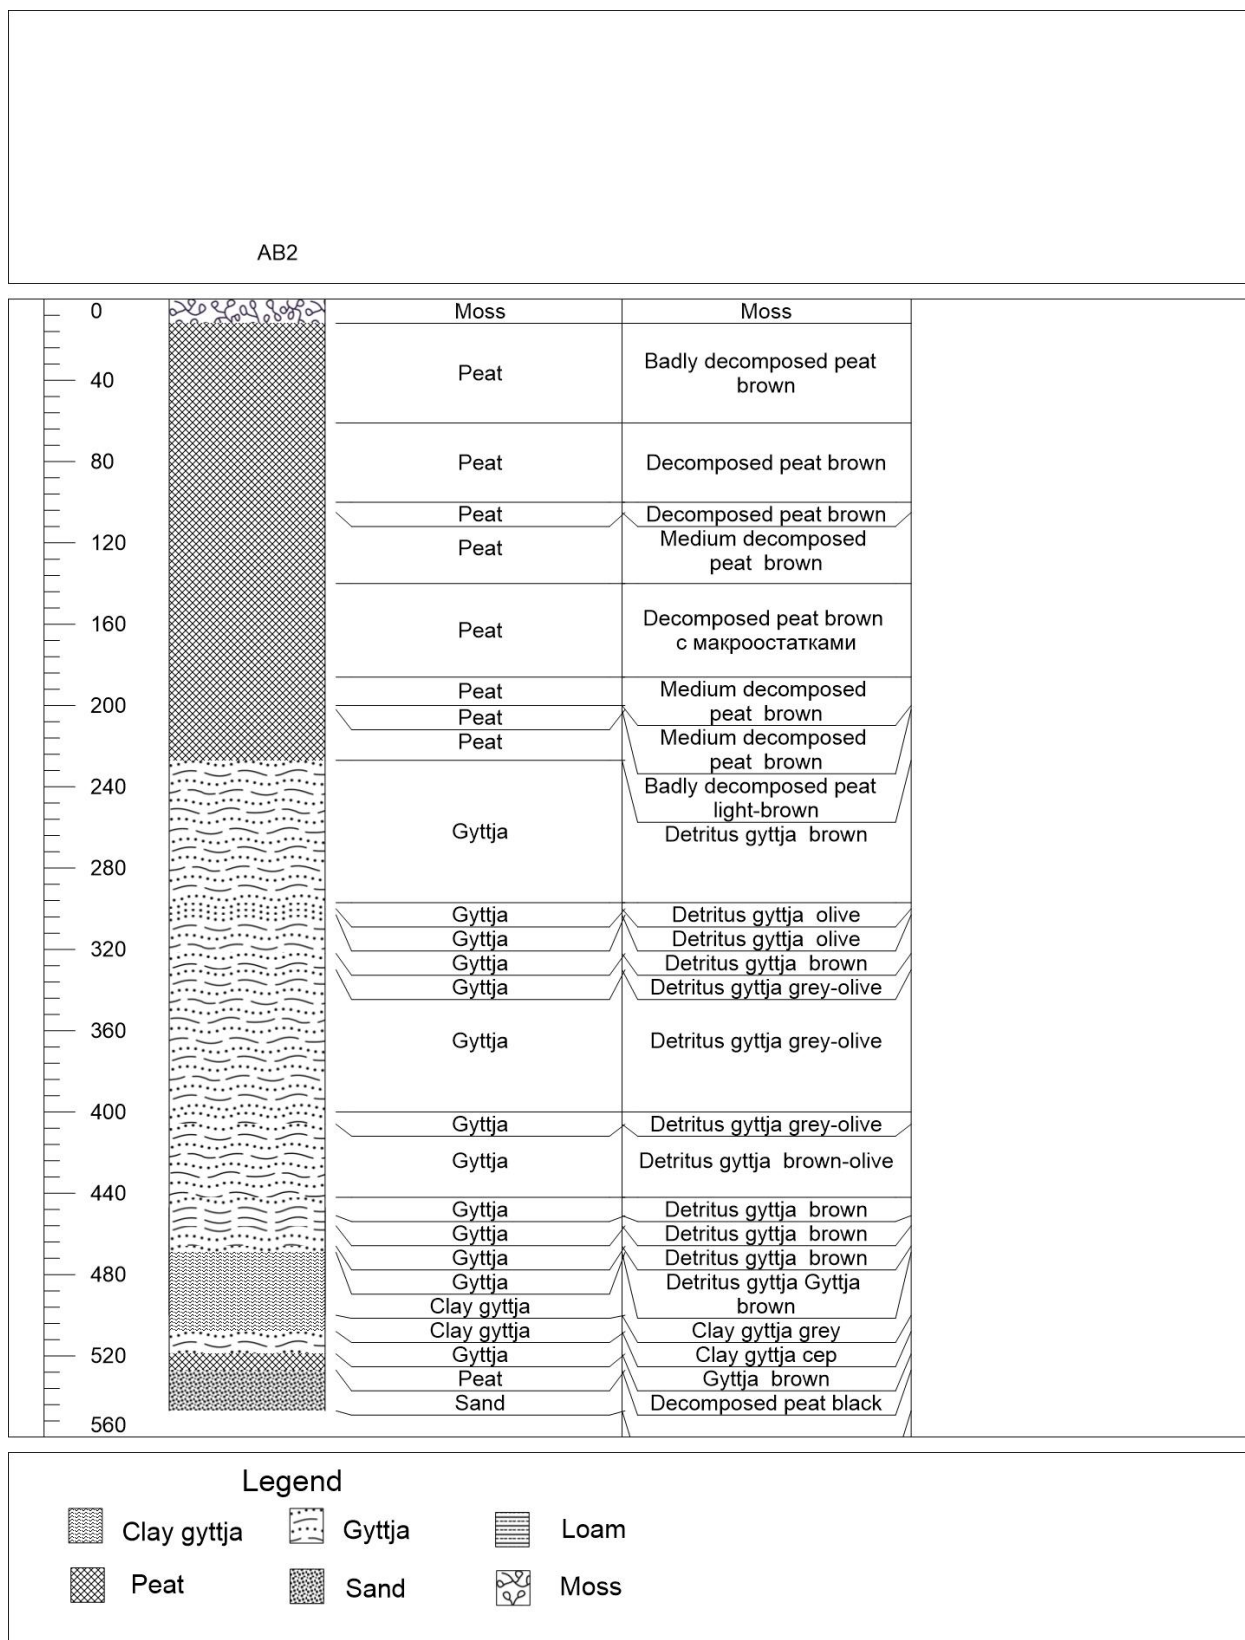 AB2
0 Moss Moss
Peat Badly decomposed peat
brown
40
80 Peat Decomposed peat brown
Peat Decomposed peat brown
120 Peat Medium decomposed
peat brown
160 Peat Decomposed peat brown
с макроостатками
Peat Medium decomposed
peat brown
200
Peat
Peat Medium decomposed
peat brown
240 Badly decomposed peat
light-brown
Gyttja Detritus gyttja brown
280
Gyttja Detritus gyttja olive
320 Gyttja Detritus gyttja olive
Gyttja Detritus gyttja brown
Gyttja Detritus gyttja grey-olive
360 Gyttja Detritus gyttja grey-olive
400 Gyttja Detritus gyttja grey-olive
Gyttja Detritus gyttja brown-olive
440 Gyttja Detritus gyttja brown
Gyttja Detritus gyttja brown
Gyttja Detritus gyttja brown
480 Gyttja Detritus gyttja Gyttja
brown
Clay gyttja
Clay gyttja Clay gyttja grey
520 Gyttja Clay gyttja сер
Peat Gyttja brown
Sand Decomposed peat black
560
Legend
Clay gyttja Gyttja Loam
Peat Sand Moss